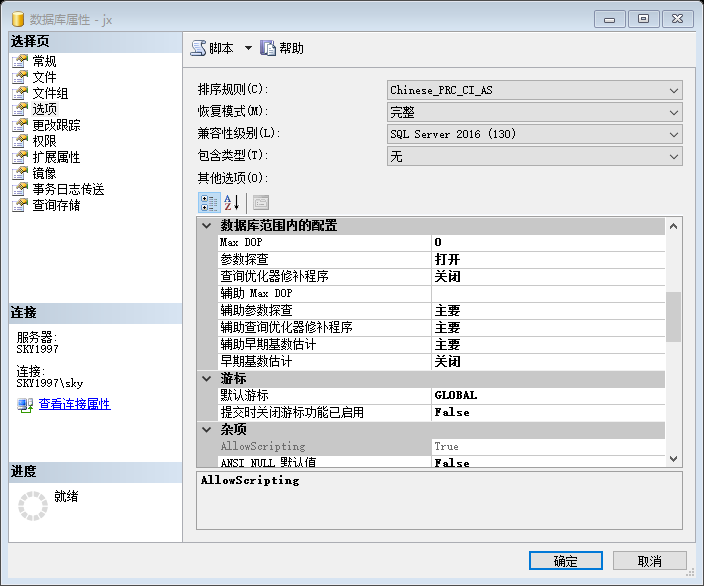 数据库属性 - jx
选择页
常规
文件
文件组
选项
更改跟踪
权限
扩展属性
镜像
事务日志传送
查询存储
连接
服务器:
SKY1997
连接:
SKY1997\sky
查看连接属性
进度
就绪
脚本
帮助
排序规则(C):
Chinese_PRC_CI_AS
恢复模式(M):
完整
兼容性级别(L):
SQL Server 2016 (130)
包含类型(T):
无
其他选项(O):
数据库范围内的配置
Max DOP 0
参数探查 打开
查询优化器修补程序 关闭
辅助 Max DOP
辅助参数探查 主要
辅助查询优化器修补程序 主要
辅助早期基数估计 主要
早期基数估计 关闭
游标
默认游标 GLOBAL
提交时关闭游标功能已启用 False
杂项
AllowScripting True
ANSI NULL 默认值 False
AllowScripting
确定
取消